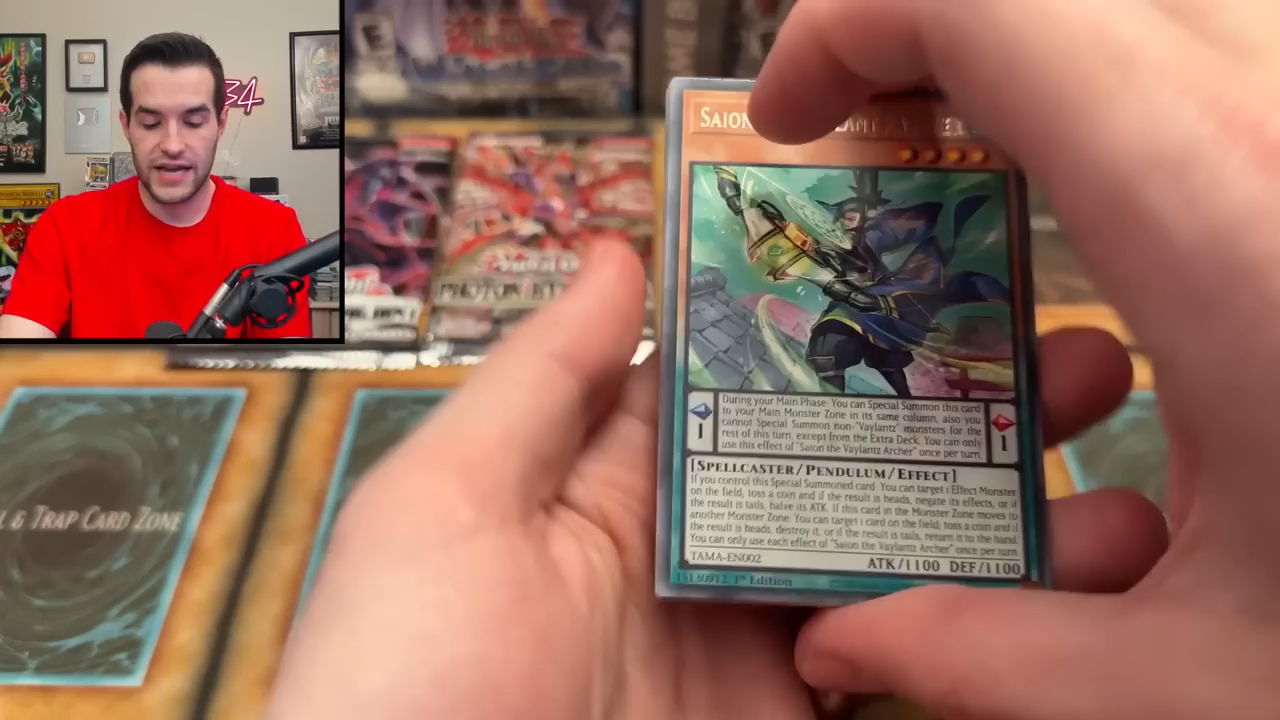 34
PHOTON
SAION
1
During your Main Phase: You can Special Summon this card
to your Main Monster Zone in its same column, also you
cannot Special Summon non-"Vaylantz" monsters for the
rest of this turn, except from the Extra Deck. You can only
use this effect of "Saion the Vaylantz Archer" once per turn.
1
[SPELLCASTER/PENDULUM/EFFECT]
If you control this Special Summoned card: You can target 1 Effect Monster
on the field, toss a coin and if the result is heads, negate its effects, or if
the result is tails, halve its ATK. If this card in the Monster Zone moves to
another Monster Zone: You can target 1 card on the field, toss a coin and if
the result is heads, destroy it, or if the result is tails, return it to the hand.
You can only use each effect of "Saion the Vaylantz Archer" once per turn.
TAMA-EN002
ATK/1100 DEF/1100
1st Edition
L & TRAP CARD ZONE